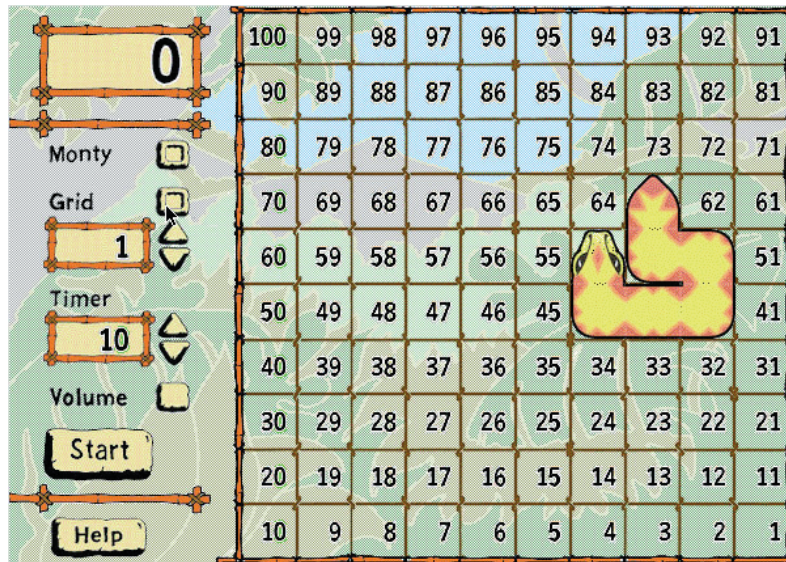 0
Monty
Grid
1
Timer
10
Volume
Start
Help
100 99 98 97 96 95 94 93 92 91
90 89 88 87 86 85 84 83 82 81
80 79 78 77 76 75 74 73 72 71
70 69 68 67 66 65 64 62 61
60 59 58 57 56 55 51
50 49 48 47 46 45 41
40 39 38 37 36 35 34 33 32 31
30 29 28 27 26 25 24 23 22 21
20 19 18 17 16 15 14 13 12 11
10 9 8 7 6 5 4 3 2 1